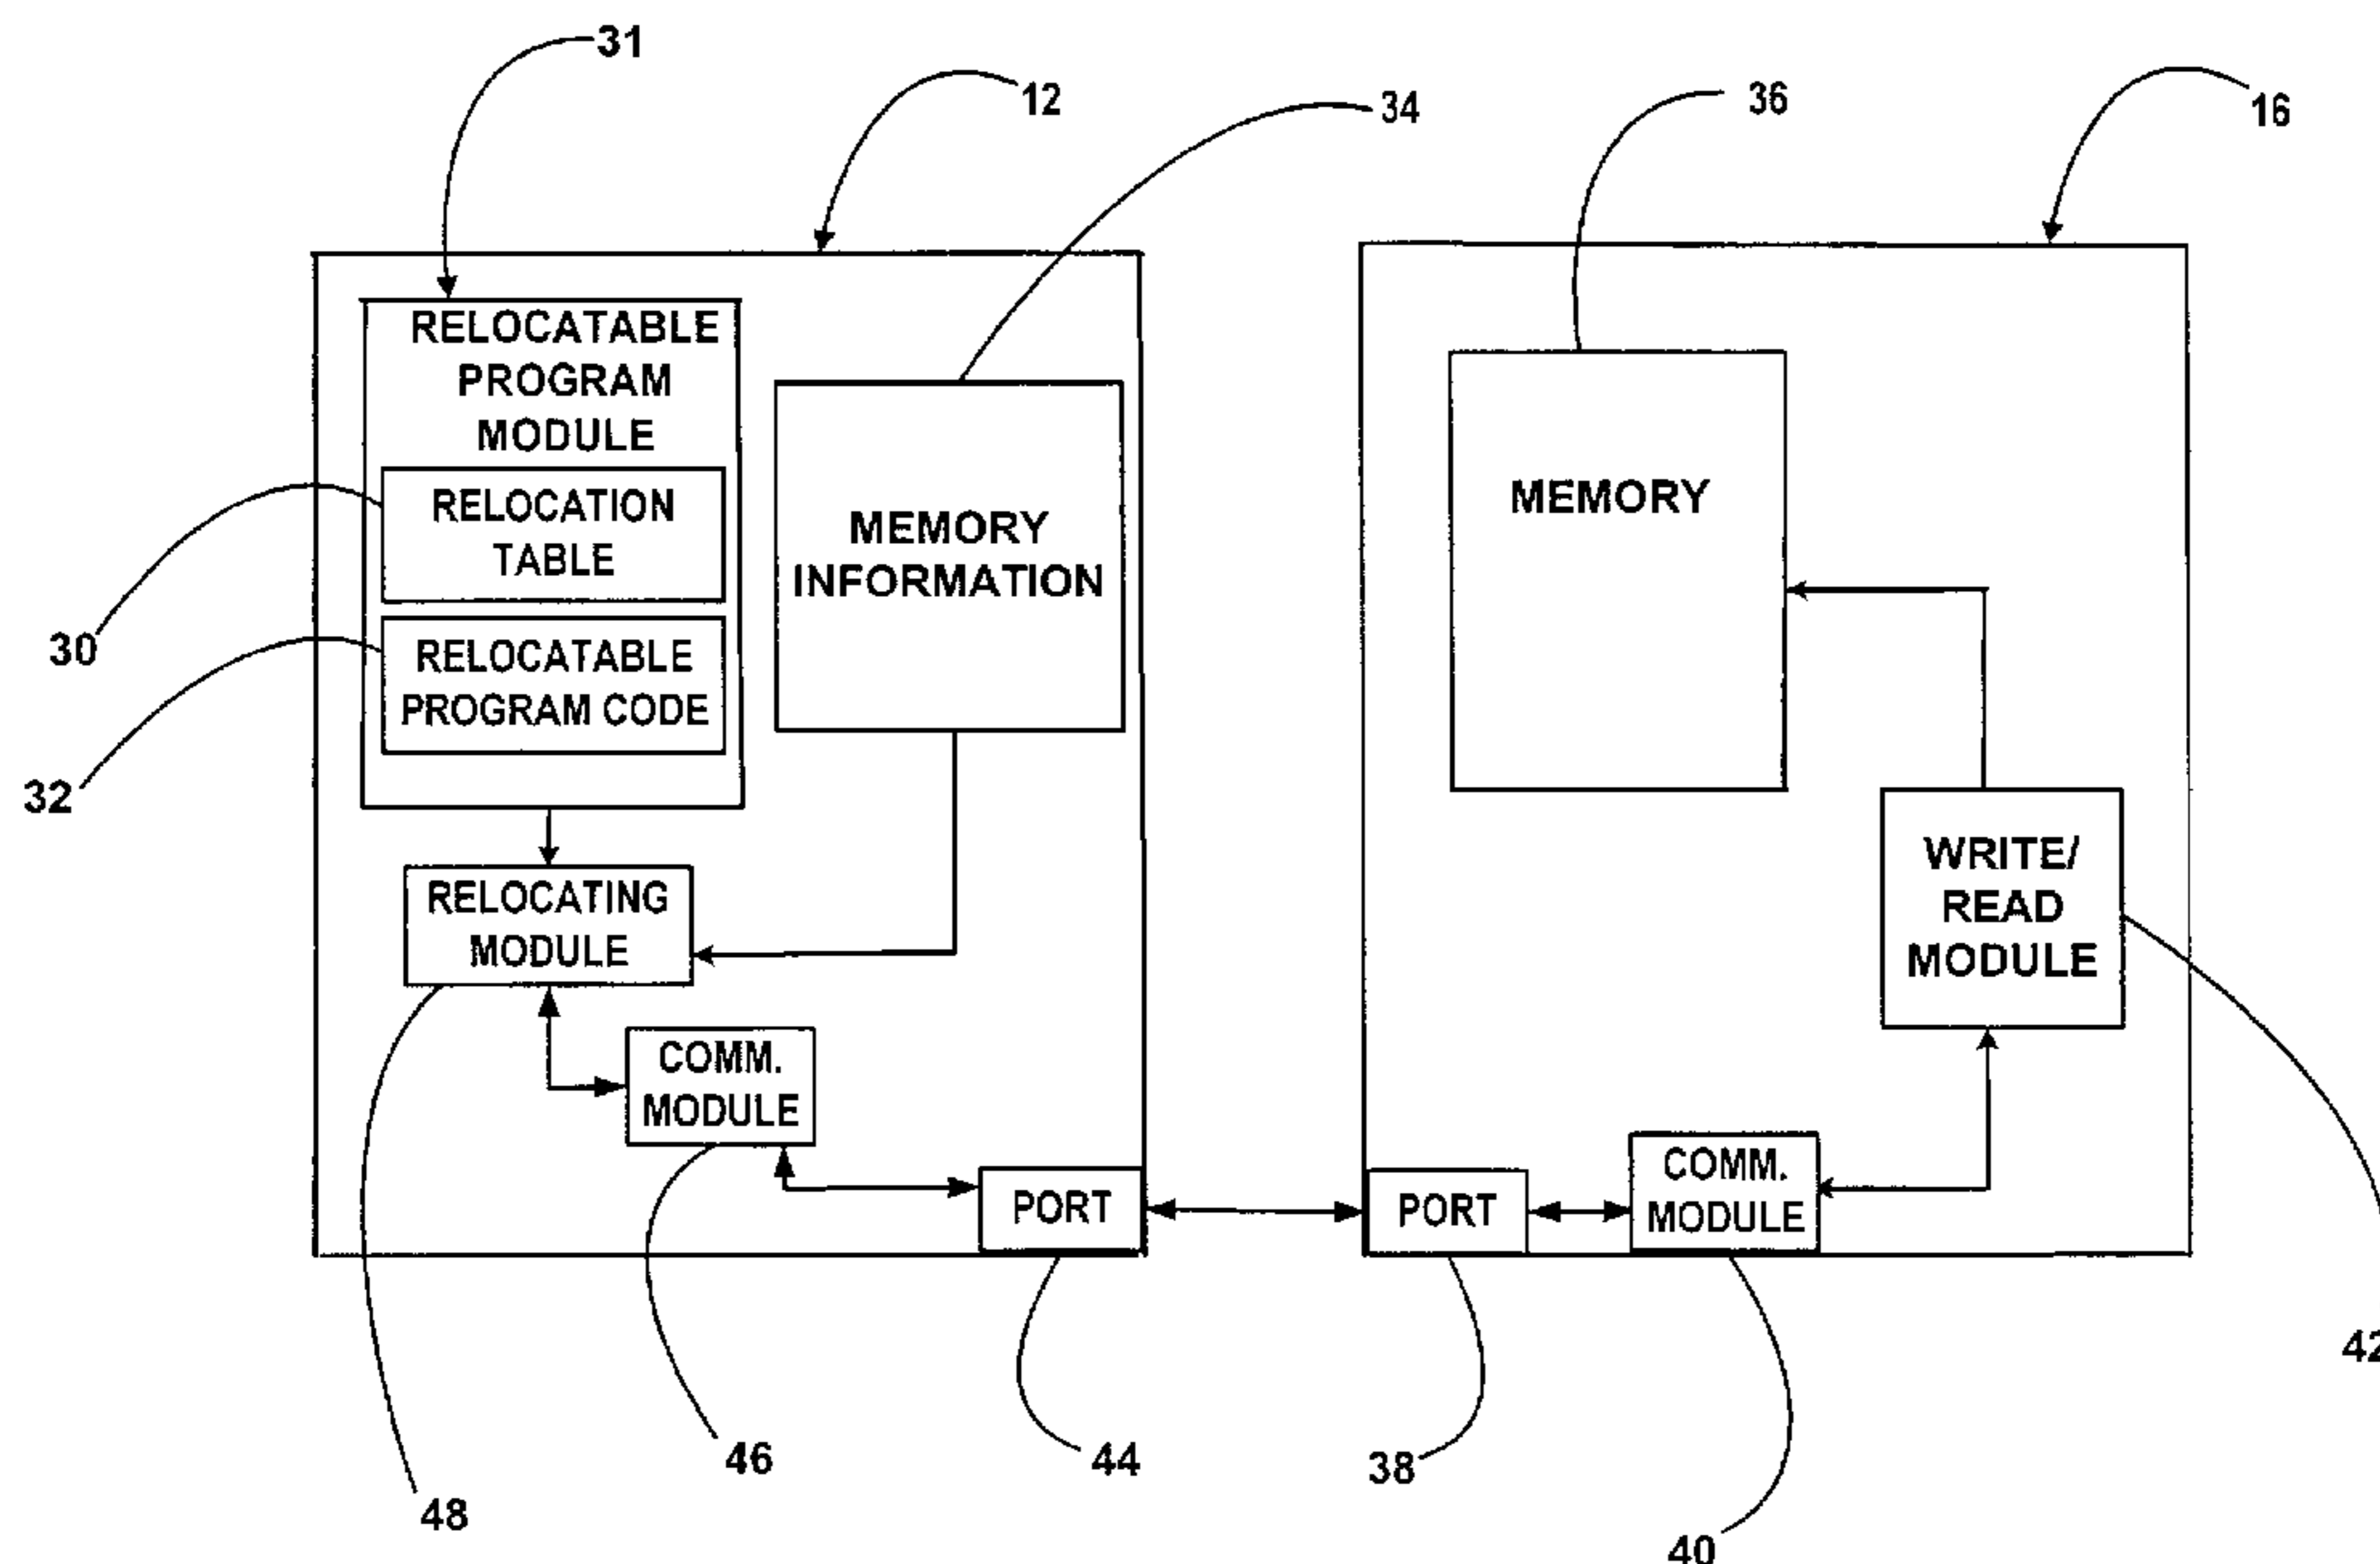 31
12
34
36
16
RELOCATABLE
PROGRAM
MODULE
RELOCATION
TABLE
30
RELOCATABLE
PROGRAM CODE
32
MEMORY
INFORMATION
MEMORY
WRITE/
READ
MODULE
RELOCATING
MODULE
COMM.
MODULE
PORT
PORT
COMM.
MODULE
42
46
44
38
48
40